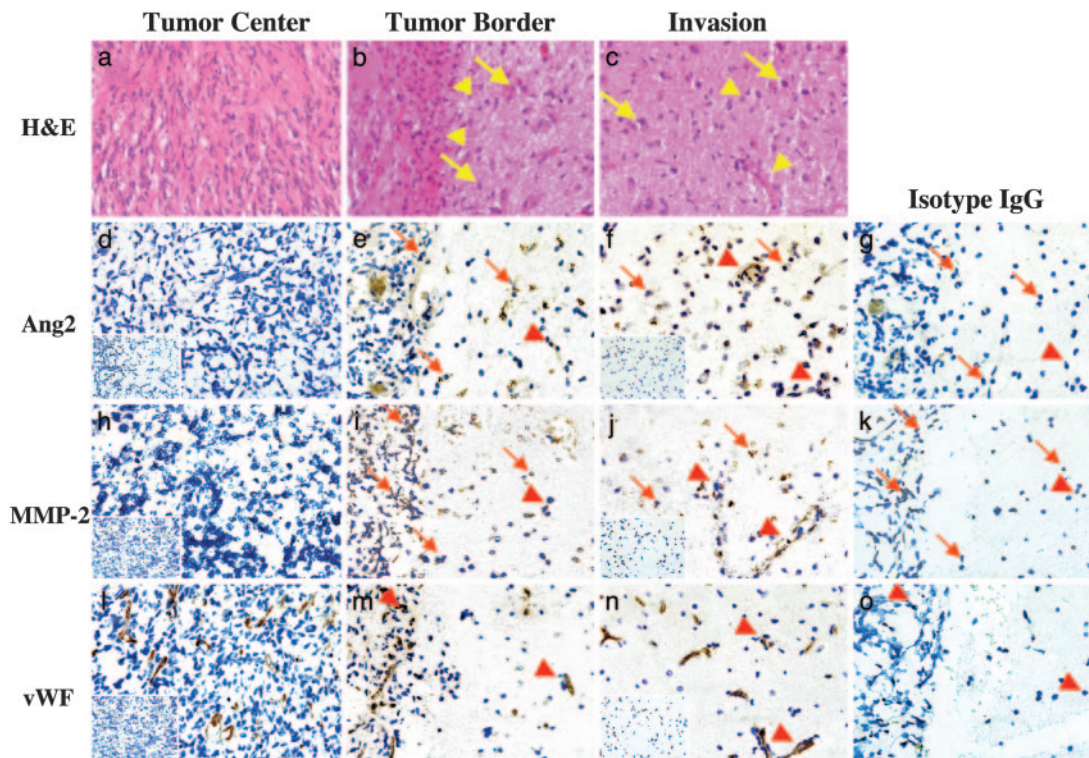 Tumor Center Tumor Border Invasion
a b c
H&E
Isotype IgG
d e f g
Ang2
h i j k
MMP-2
l m n o
vWF